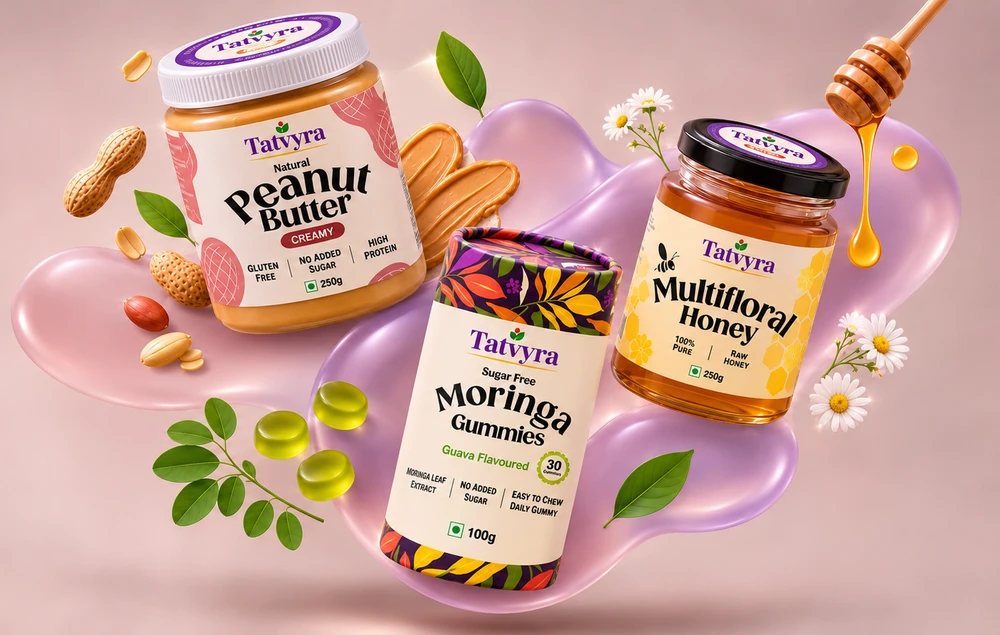 Tatvyra
Tatvyra
Natural
Peanut
Butter
CREAMY
GLUTEN
FREE
NO ADDED
SUGAR
HIGH
PROTEIN
250g
Tatvyra
Sugar Free
Moringa
Gummies
Guava Flavoured
30
Gummies
MORINGA LEAF
EXTRACT
NO ADDED
SUGAR
EASY TO CHEW
DAILY GUMMY
100g
Tatvyra
Tatvyra
Multifloral
Honey
100%
PURE
RAW
HONEY
250g